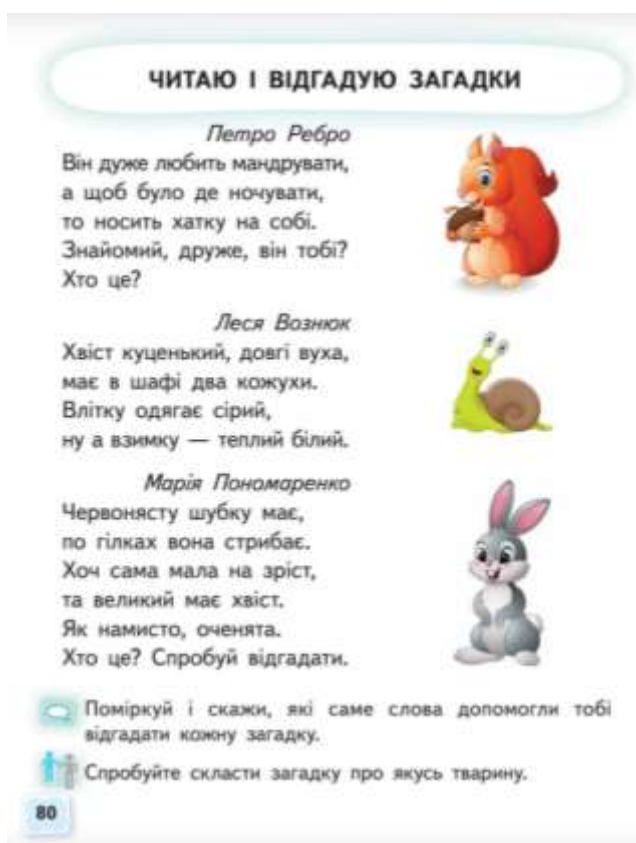 ЧИТАЮ І ВІДГАДУЮ ЗАГАДКИ
Петро Ребро
Він дуже любить мандрувати,
а щоб було де ночувати,
то носить хатку на собі.
Знайомий, друже, він тобі?
Хто це?
Леся Вознюк
Хвіст куценький, довгі вуха,
має в шафі два кожухи.
Влітку одягає сірий,
ну а взимку — теплий білий.
Марія Пономаренко
Червонясту шубку має,
по гілках вона стрибає.
Хоч сама мала на зріст,
та великий має хвіст.
Як намисто, оченята.
Хто це? Спробуй відгадати.
Поміркуй і скажи, які саме слова допомогли тобі
відгадати кожну загадку.
Спробуйте скласти загадку про якусь тварину.
80